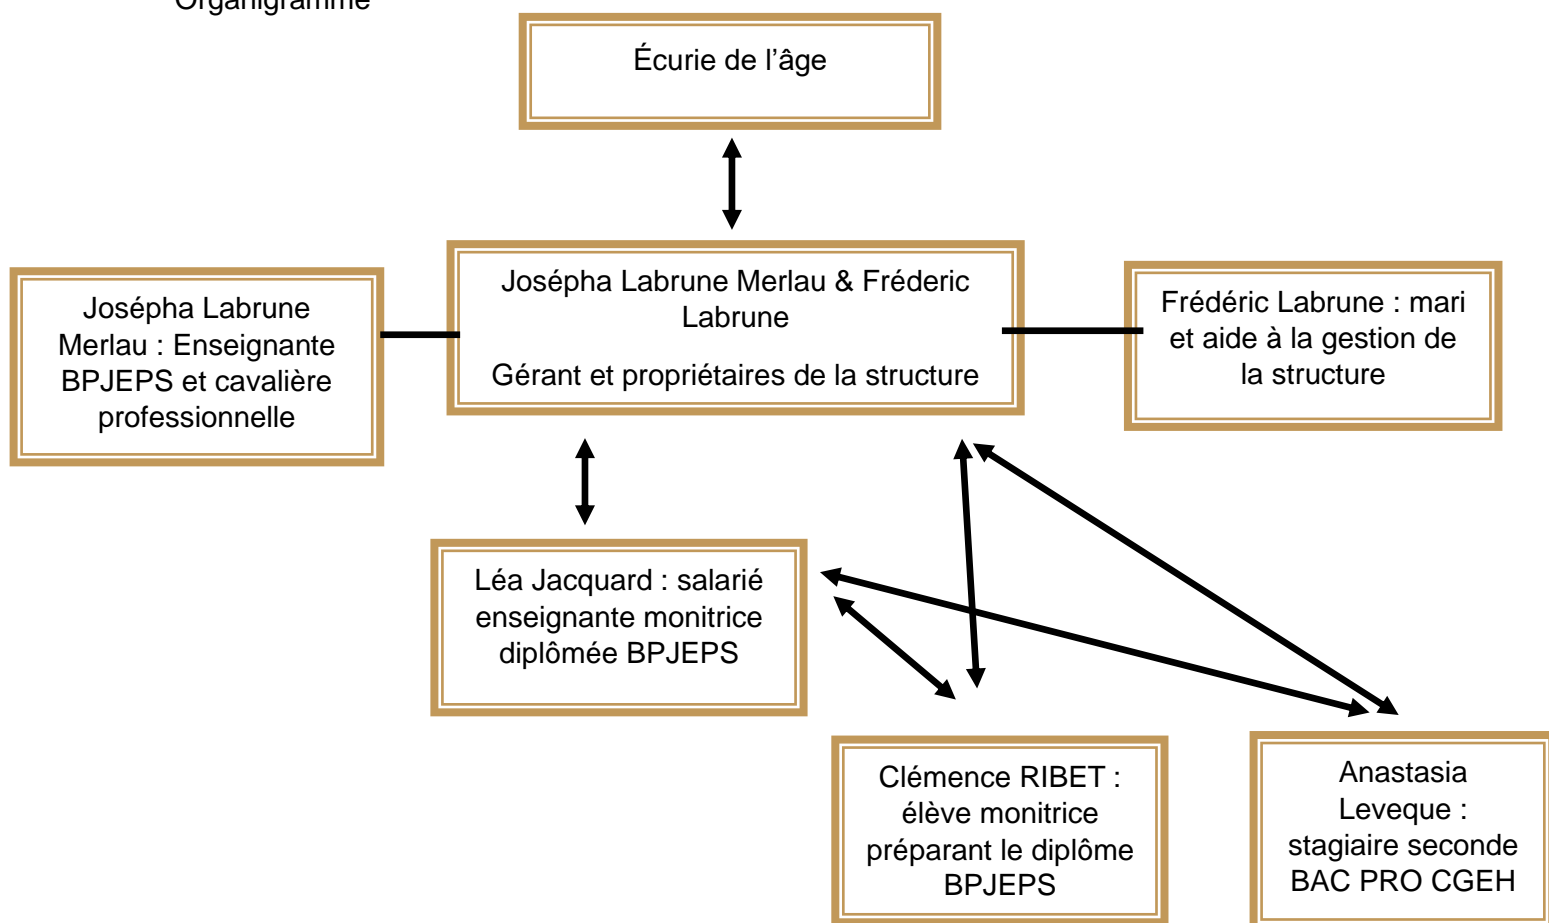 Organigramme
Écurie de l’âge
Josépha Labrune Merlau & Fréderic
Labrune
Gérant et propriétaires de la structure
Josépha Labrune
Merlau : Enseignante
BPJEPS et cavalière
professionnelle
Frédéric Labrune : mari
et aide à la gestion de
la structure
Léa Jacquard : salarié
enseignante monitrice
diplômée BPJEPS
Clémence RIBET :
élève monitrice
préparant le diplôme
BPJEPS
Anastasia
Leveque :
stagiaire seconde
BAC PRO CGEH